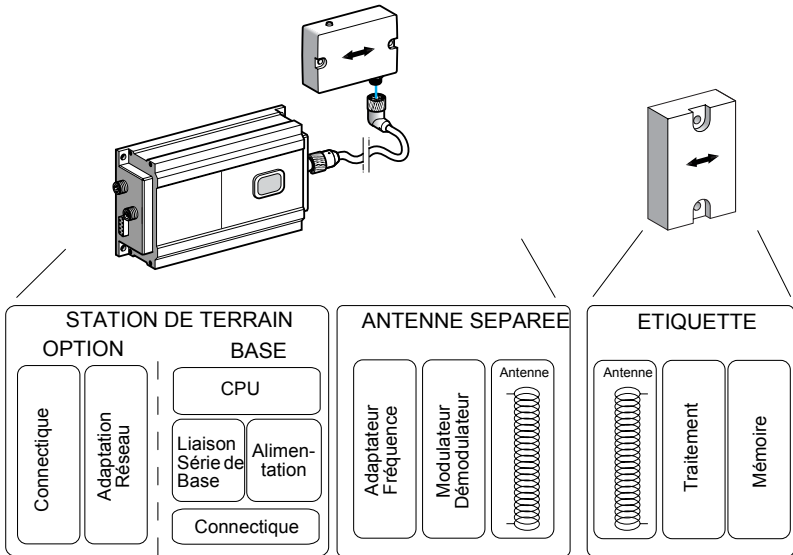 STATION DE TERRAIN
OPTION
BASE
Connectique
Adaptation
Réseau
CPU
Liaison
Série de
Base
Alimen-
tation
Connectique
ANTENNE SEPAREE
Adaptateur
Fréquence
Modulateur
Démodulateur
Antenne
ETIQUETTE
Antenne
Traitement
Mémoire